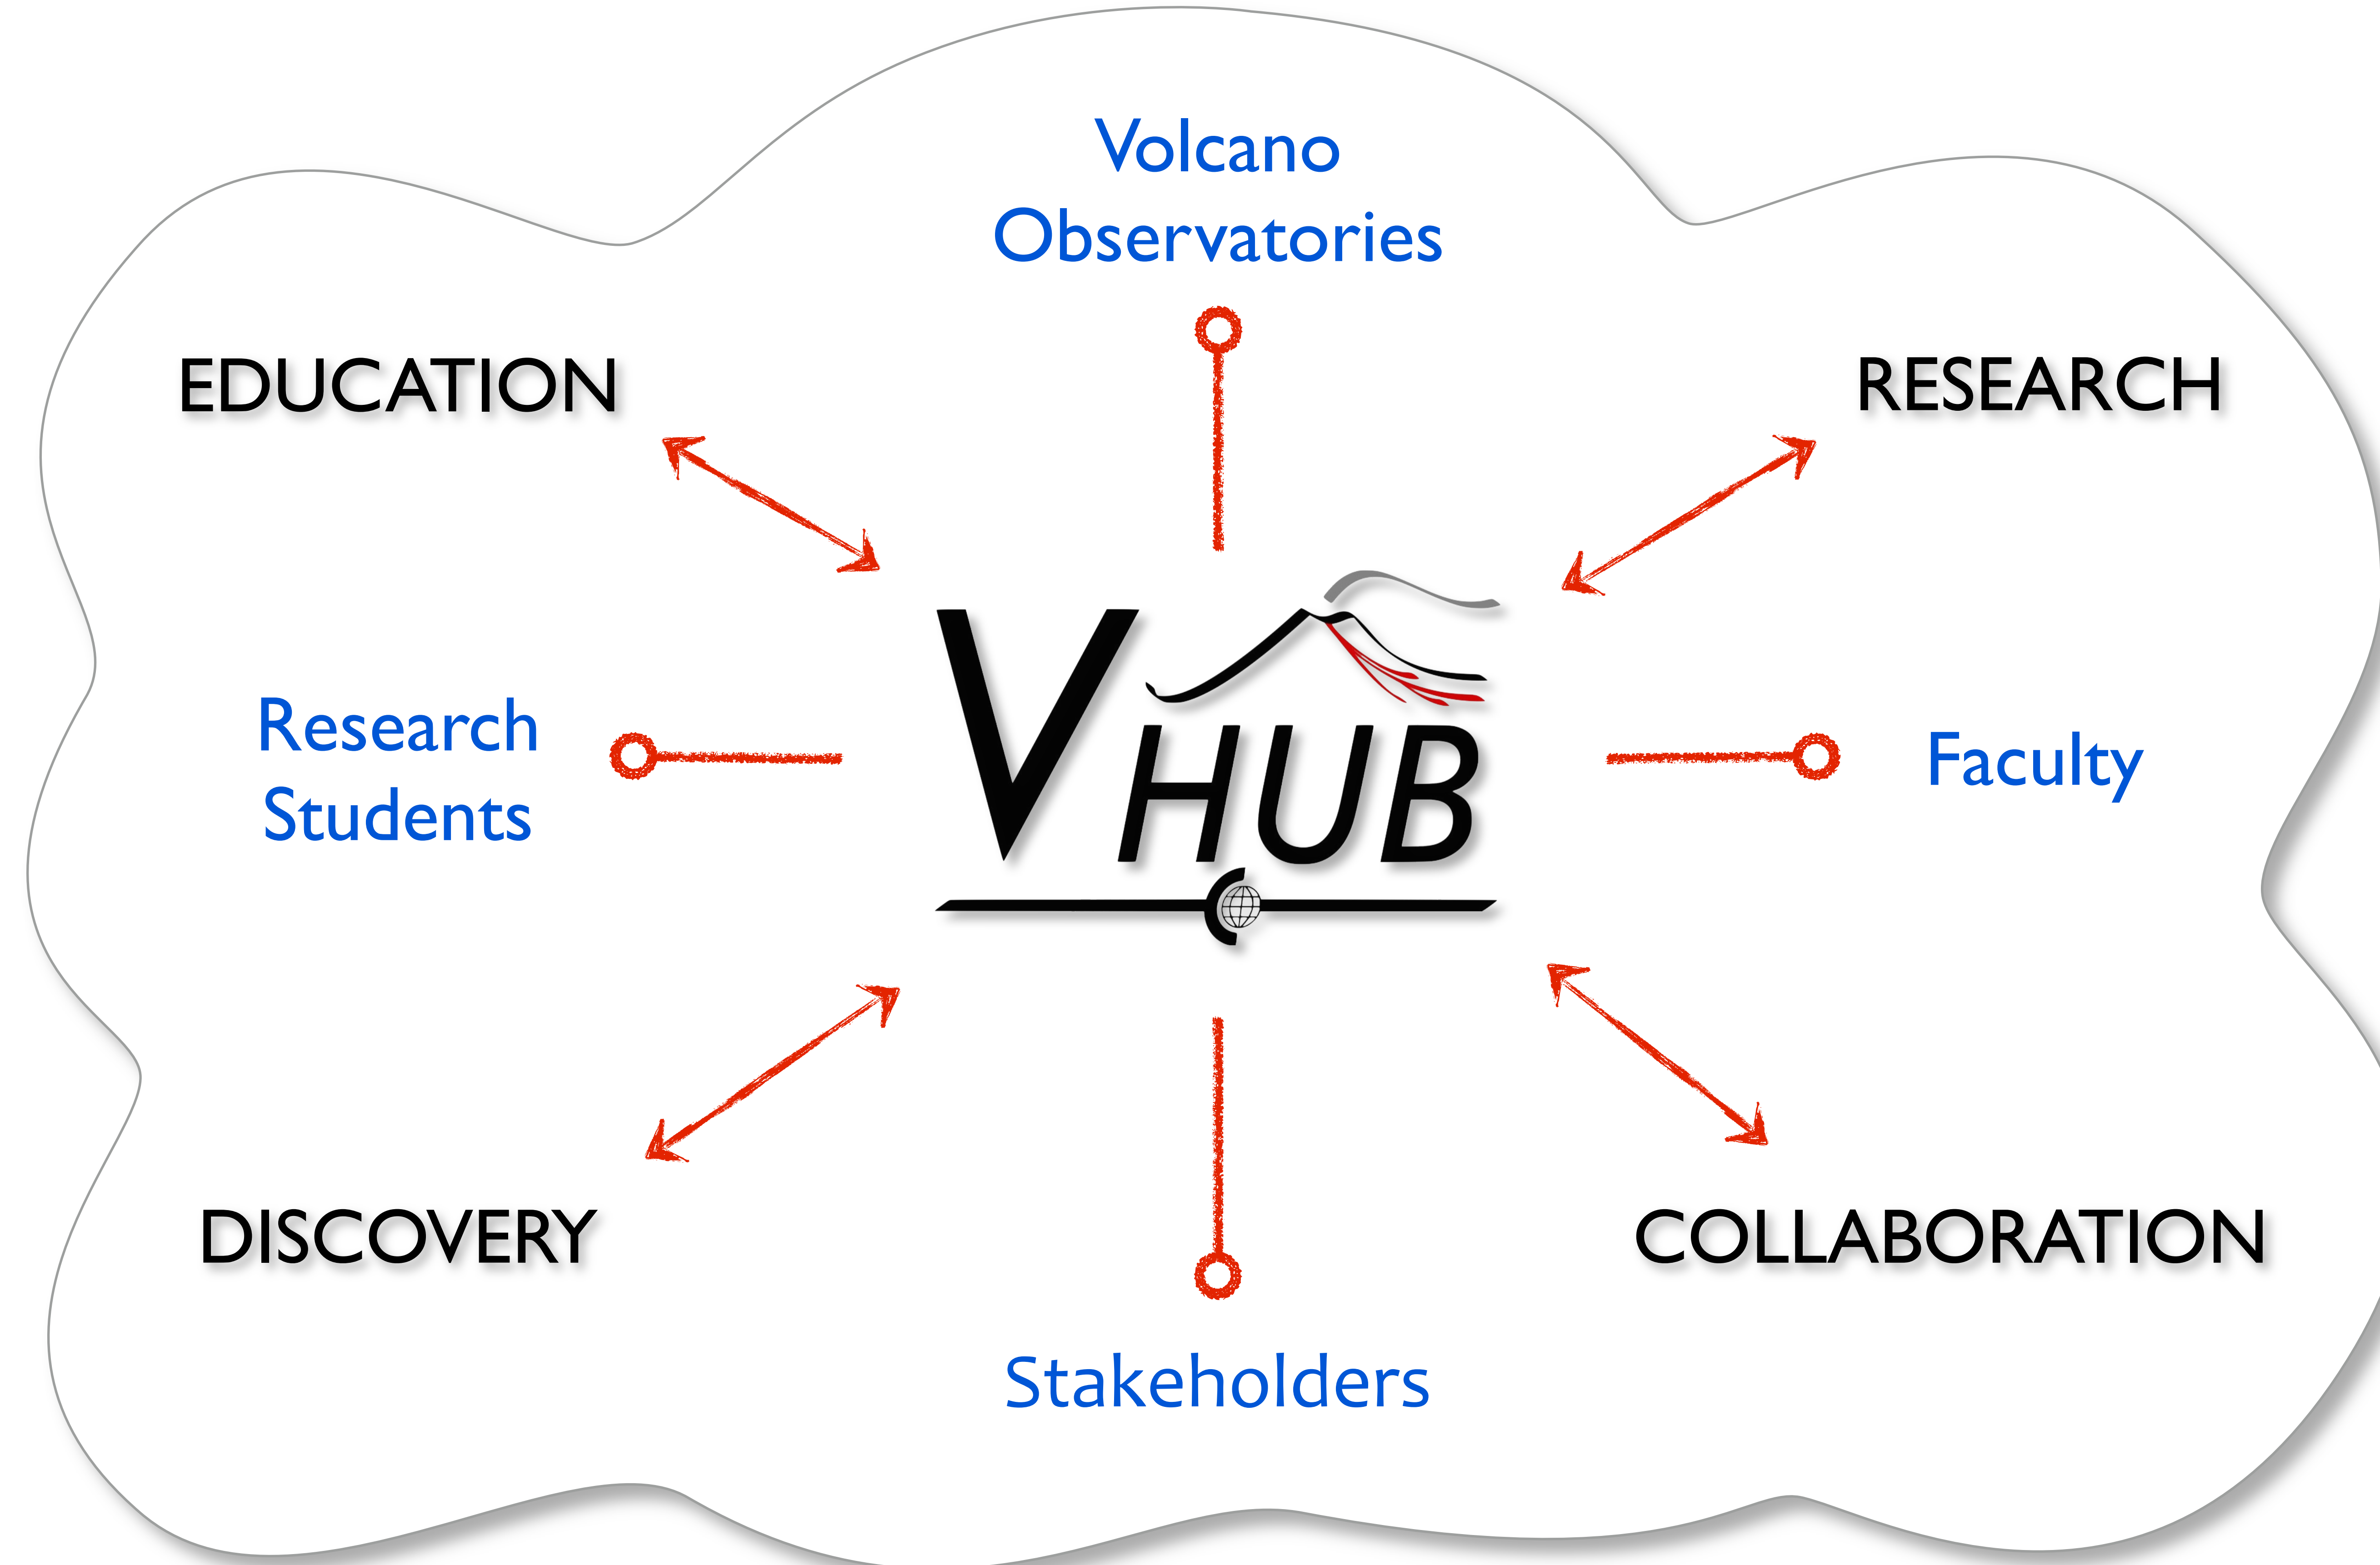 Volcano
Observatories
EDUCATION
RESEARCH
VHUB
Research
Students
Faculty
DISCOVERY
COLLABORATION
Stakeholders